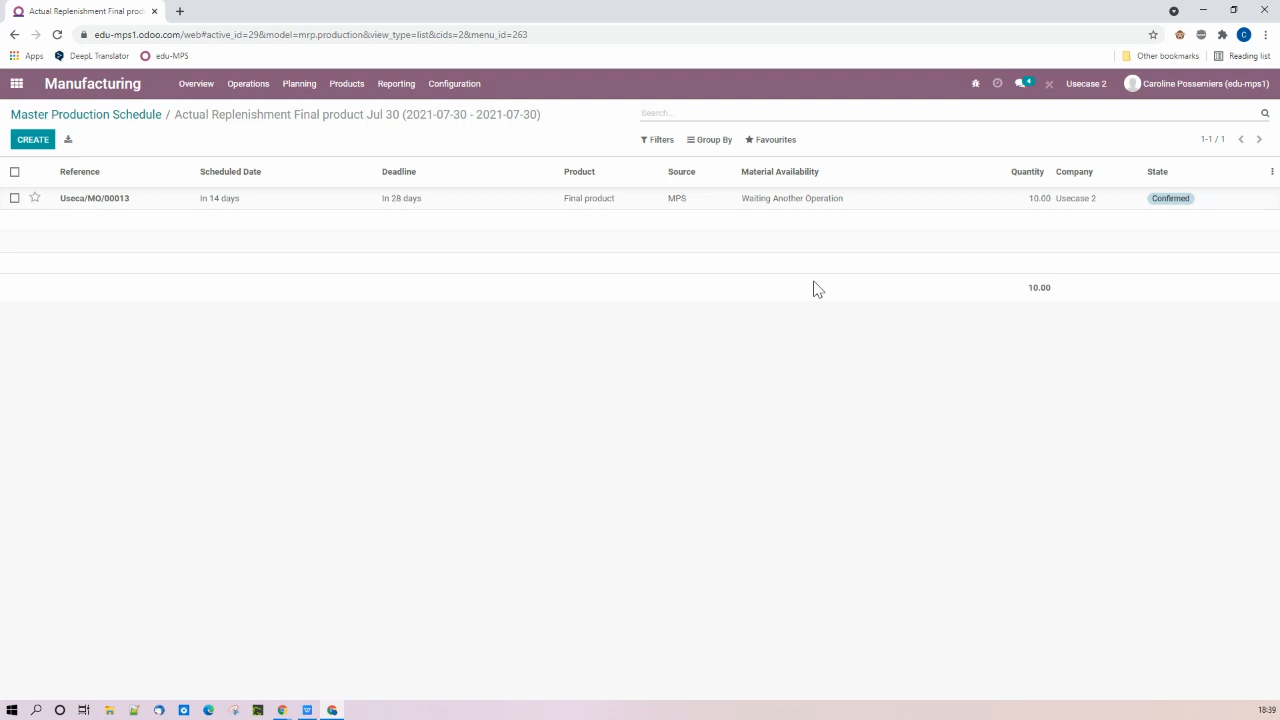 Actual Replenishment Final prod
edu-mps1.odoo.com/web#active_id=29&model=mrp.production&view_type=list&cids=2&menu_id=263
C
Apps DeepL Translator edu-MPS Other bookmarks Reading list
Manufacturing Overview Operations Planning Products Reporting Configuration 4 Usecase 2 Caroline Possemiers (edu-mps1)
Master Production Schedule / Actual Replenishment Final product Jul 30 (2021-07-30 - 2021-07-30) Search...
CREATE Filters Group By Favourites 1-1 / 1
Reference Scheduled Date Deadline Product Source Material Availability Quantity Company State
Useca/MO/00013 In 14 days In 28 days Final product MPS Waiting Another Operation 10.00 Usecase 2 Confirmed
10.00
18:39